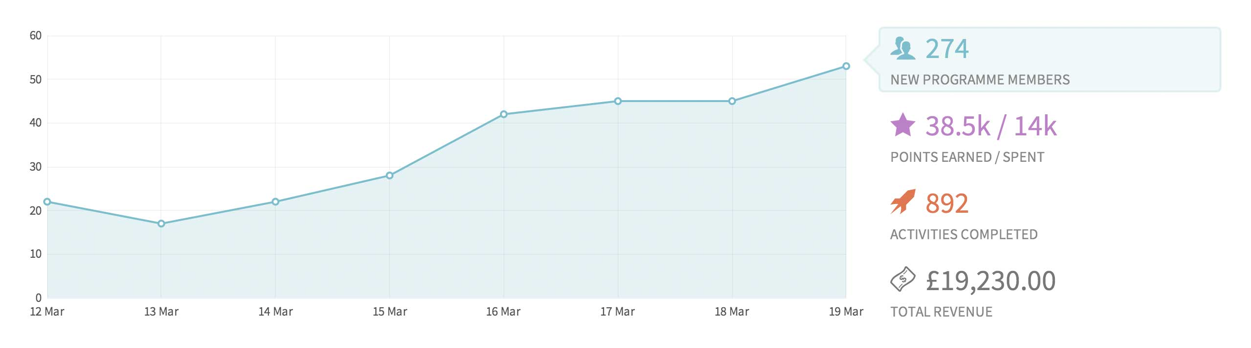 60
50
40
30
20
10
0
12 Mar
13 Mar
14 Mar
15 Mar
16 Mar
17 Mar
18 Mar
19 Mar
274
NEW PROGRAMME MEMBERS
38.5k / 14k
POINTS EARNED / SPENT
892
ACTIVITIES COMPLETED
£19,230.00
TOTAL REVENUE